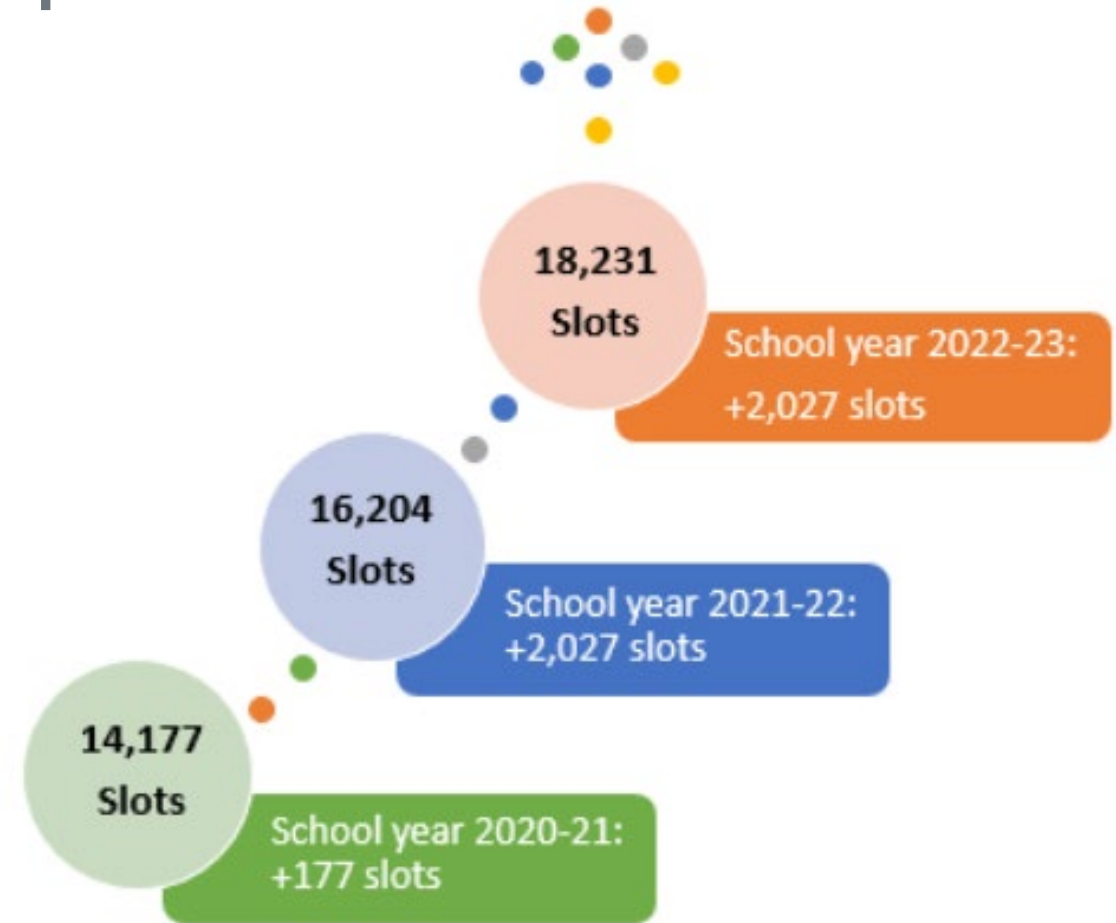 18,231
Slots
School year 2022-23:
+2,027 slots
16,204
Slots
School year 2021-22:
+2,027 slots
14,177
Slots
School year 2020-21:
+177 slots